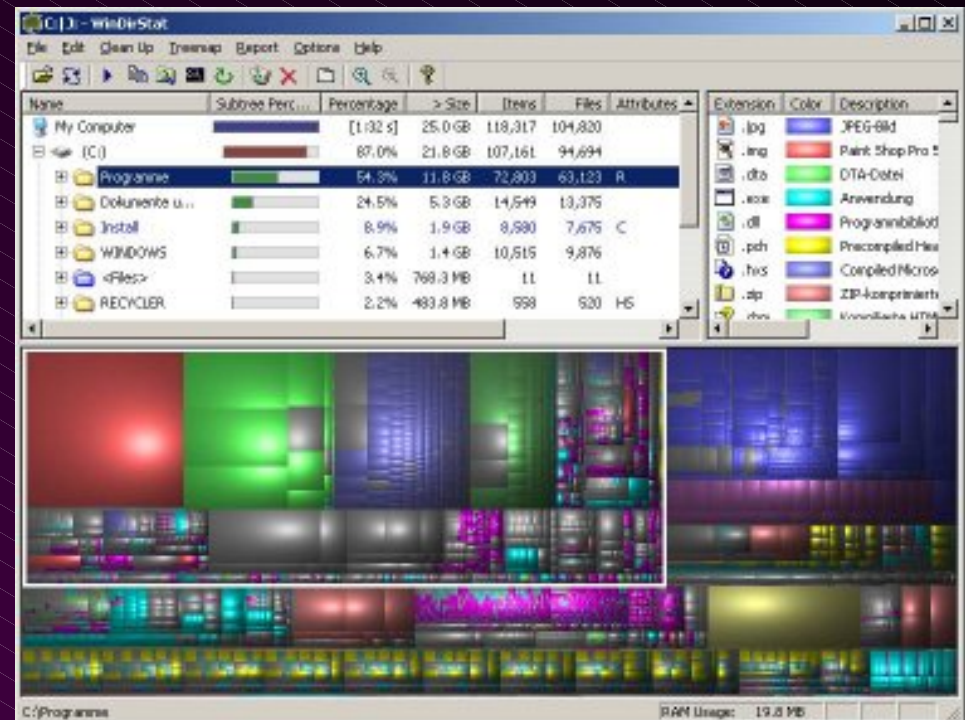 C: | J: - WinDirStat
File Edit Clean Up Treemap Report Options Help
Name Subtree Perc... Percentage > Size Items Files Attributes
My Computer [1:32 s] 25.0 GB 118,317 104,820
(C:) 87.0% 21.8 GB 107,161 94,694
Programme 54.3% 11.8 GB 72,803 63,123 R
Dokumente u... 24.5% 5.3 GB 14,549 13,375
Install 8.9% 1.9 GB 8,580 7,675 C
WINDOWS 6.7% 1.4 GB 10,515 9,876
<Files> 3.4% 768.3 MB 11 11
RECYCLER 2.2% 483.8 MB 558 520 HS
Extension Color Description
.jpg JPEG-Bild
.img Paint Shop Pro 5
.dta DTA-Datei
.exe Anwendung
.dll Programmbibliot
.pch Precompiled Hea
.hxs Compiled Micros
.zip ZIP-komprimierte
C:\Programme
RAM Usage: 19.8 MB